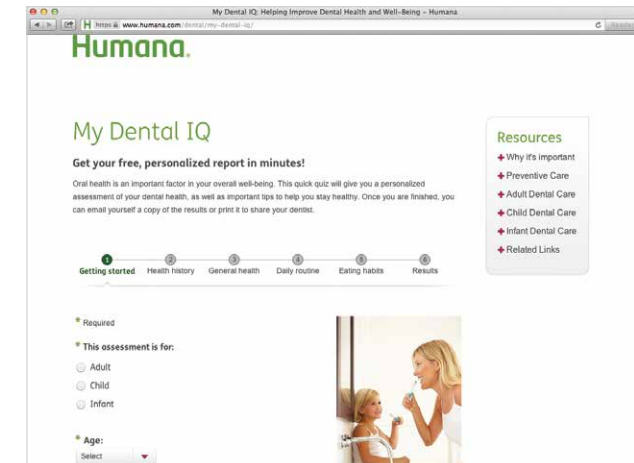 My Dental IQ: Helping Improve Dental Health and Well-Being – Humana
https www.humana.com/dental/my-dental-iq/
Reader
Humana.
My Dental IQ
Get your free, personalized report in minutes!
Oral health is an important factor in your overall well-being. This quick quiz will give you a personalized
assessment of your dental health, as well as important tips to help you stay healthy. Once you are finished, you
can email yourself a copy of the results or print it to share your dentist.
Resources
Why it's important
Preventive Care
Adult Dental Care
Child Dental Care
Infant Dental Care
Related Links
1 2 3 4 5 6
Getting started Health history General health Daily routine Eating habits Results
* Required
* This assessment is for:
Adult
Child
Infant
* Age:
Select